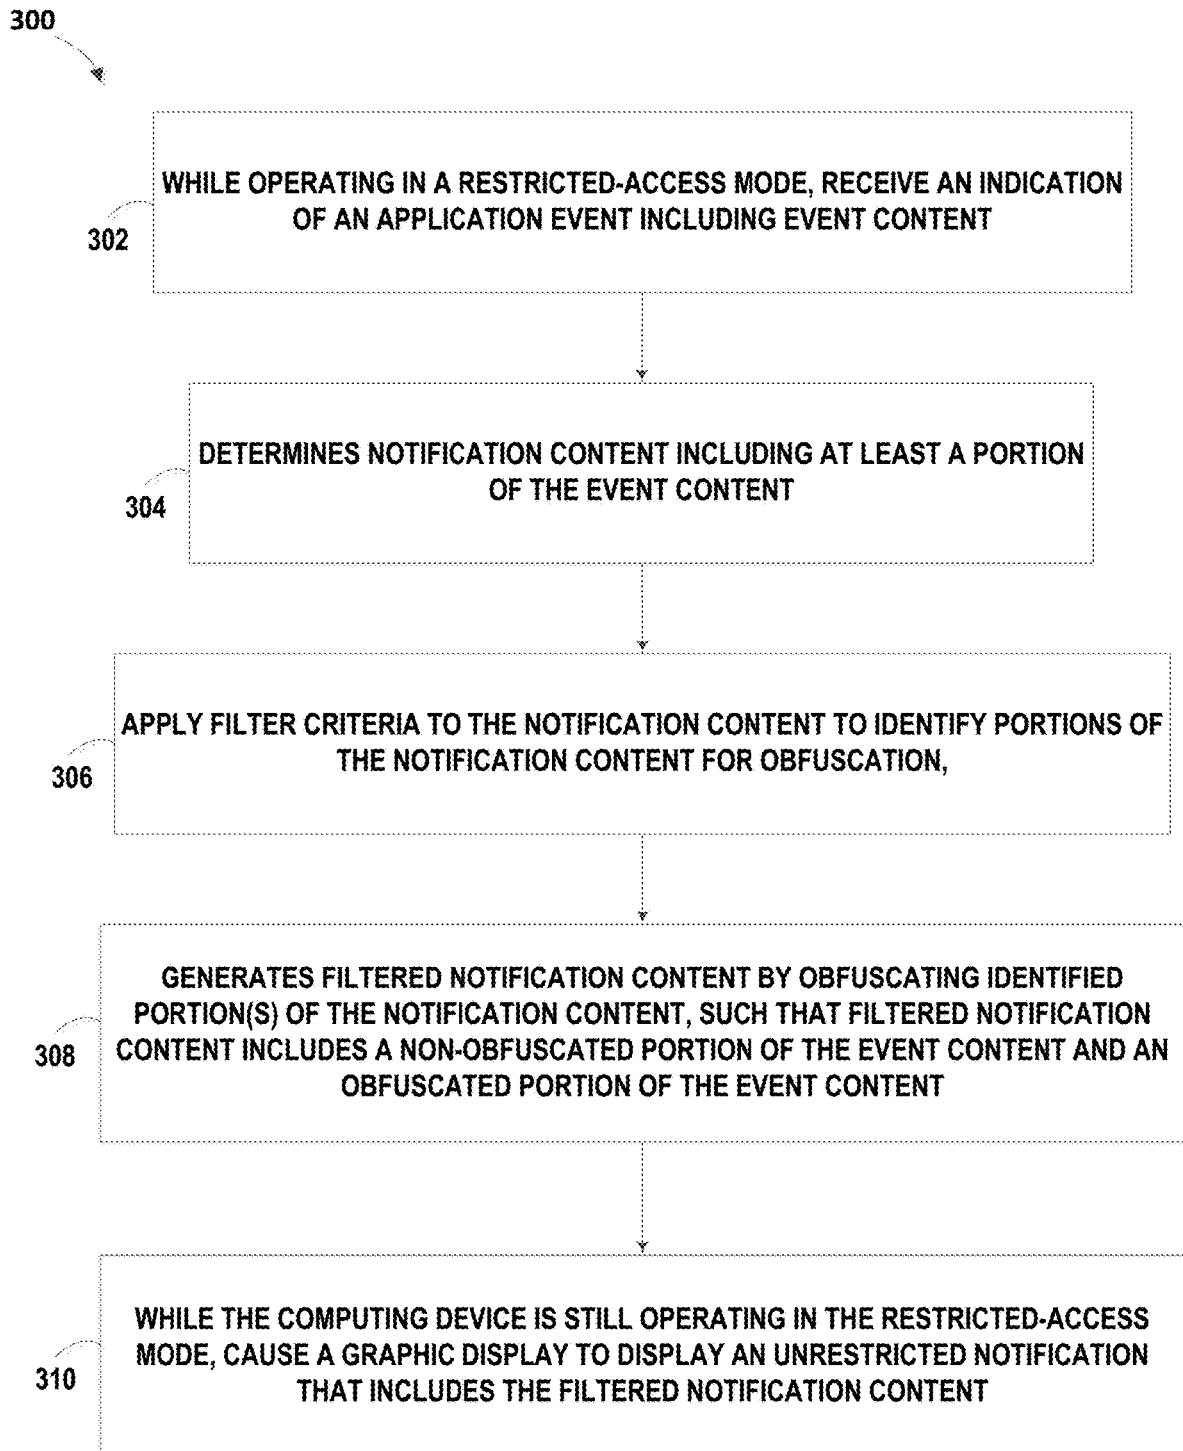 300
WHILE OPERATING IN A RESTRICTED-ACCESS MODE, RECEIVE AN INDICATION
OF AN APPLICATION EVENT INCLUDING EVENT CONTENT
302
DETERMINES NOTIFICATION CONTENT INCLUDING AT LEAST A PORTION
OF THE EVENT CONTENT
304
APPLY FILTER CRITERIA TO THE NOTIFICATION CONTENT TO IDENTIFY PORTIONS OF
THE NOTIFICATION CONTENT FOR OBFUSCATION,
306
GENERATES FILTERED NOTIFICATION CONTENT BY OBFUSCATING IDENTIFIED
PORTION(S) OF THE NOTIFICATION CONTENT, SUCH THAT FILTERED NOTIFICATION
CONTENT INCLUDES A NON-OBFUSCATED PORTION OF THE EVENT CONTENT AND AN
OBFUSCATED PORTION OF THE EVENT CONTENT
308
WHILE THE COMPUTING DEVICE IS STILL OPERATING IN THE RESTRICTED-ACCESS
MODE, CAUSE A GRAPHIC DISPLAY TO DISPLAY AN UNRESTRICTED NOTIFICATION
THAT INCLUDES THE FILTERED NOTIFICATION CONTENT
310